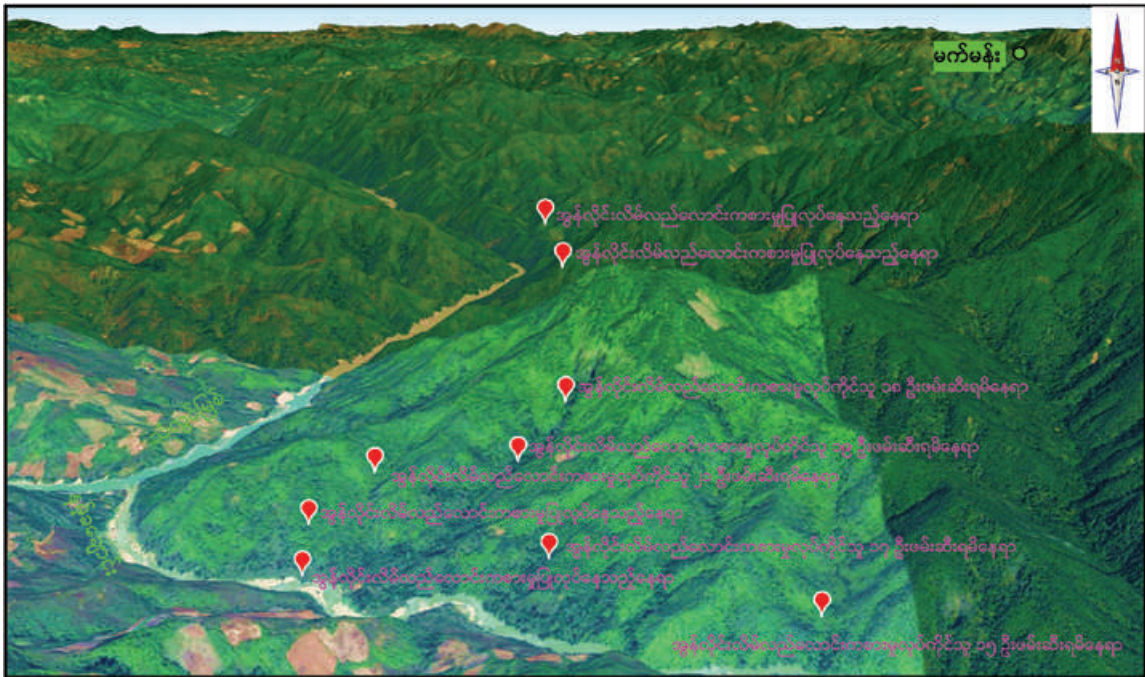 မက်မန်း
အွန်လိုင်းလိမ်လည်လောင်းကစားမှုပြုလုပ်နေသည့်နေရာ
အွန်လိုင်းလိမ်လည်လောင်းကစားမှုပြုလုပ်နေသည့်နေရာ
အွန်လိုင်းလိမ်လည်လောင်းကစားမှုလုပ်ကိုင်သူ ၁၈ ဦးဖမ်းဆီးရမိနေရာ
အွန်လိုင်းလိမ်လည်လောင်းကစားမှုလုပ်ကိုင်သူ ဦးဖမ်းဆီးရမိနေရာ
အွန်လိုင်းလိမ်လည်လောင်းကစားမှုလုပ်ကိုင်သူ ဦးဖမ်းဆီးရမိနေရာ
အွန်လိုင်းလိမ်လည်လောင်းကစားမှုပြုလုပ်နေသည့်နေရာ
အွန်လိုင်းလိမ်လည်လောင်းကစားမှုလုပ်ကိုင်သူ ၁၇ ဦးဖမ်းဆီးရမိနေရာ
အွန်လိုင်းလိမ်လည်လောင်းကစားမှုပြုလုပ်နေသည့်နေရာ
အွန်လိုင်းလိမ်လည်လောင်းကစားမှုလုပ်ကိုင်သူ ၁၅ ဦးဖမ်းဆီးရမိနေရာ